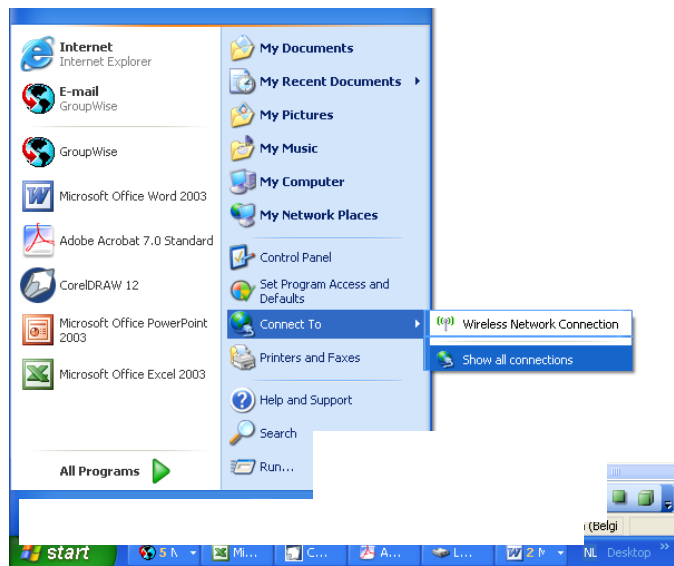 Internet
Internet Explorer
E-mail
GroupWise
GroupWise
Microsoft Office Word 2003
Adobe Acrobat 7.0 Standard
CorelDRAW 12
Microsoft Office PowerPoint
2003
Microsoft Office Excel 2003
All Programs
My Documents
My Recent Documents
My Pictures
My Music
My Computer
My Network Places
Control Panel
Set Program Access and
Defaults
Connect To
Printers and Faxes
Help and Support
Search
Run...
Wireless Network Connection
Show all connections
(Belgi
start
5 N
Mi...
C...
A...
L...
2
NL
Desktop